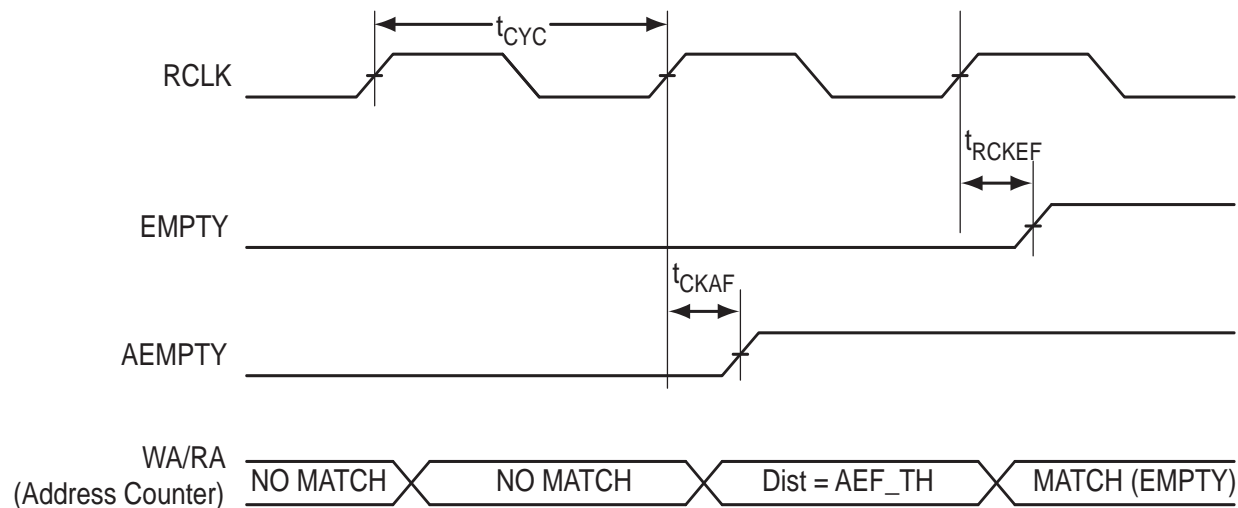 tCYC
RCLK
tRCKEF
EMPTY
tCKAF
AEMPTY
WA/RA
(Address Counter)
NO MATCH
NO MATCH
Dist = AEF_TH
MATCH (EMPTY)